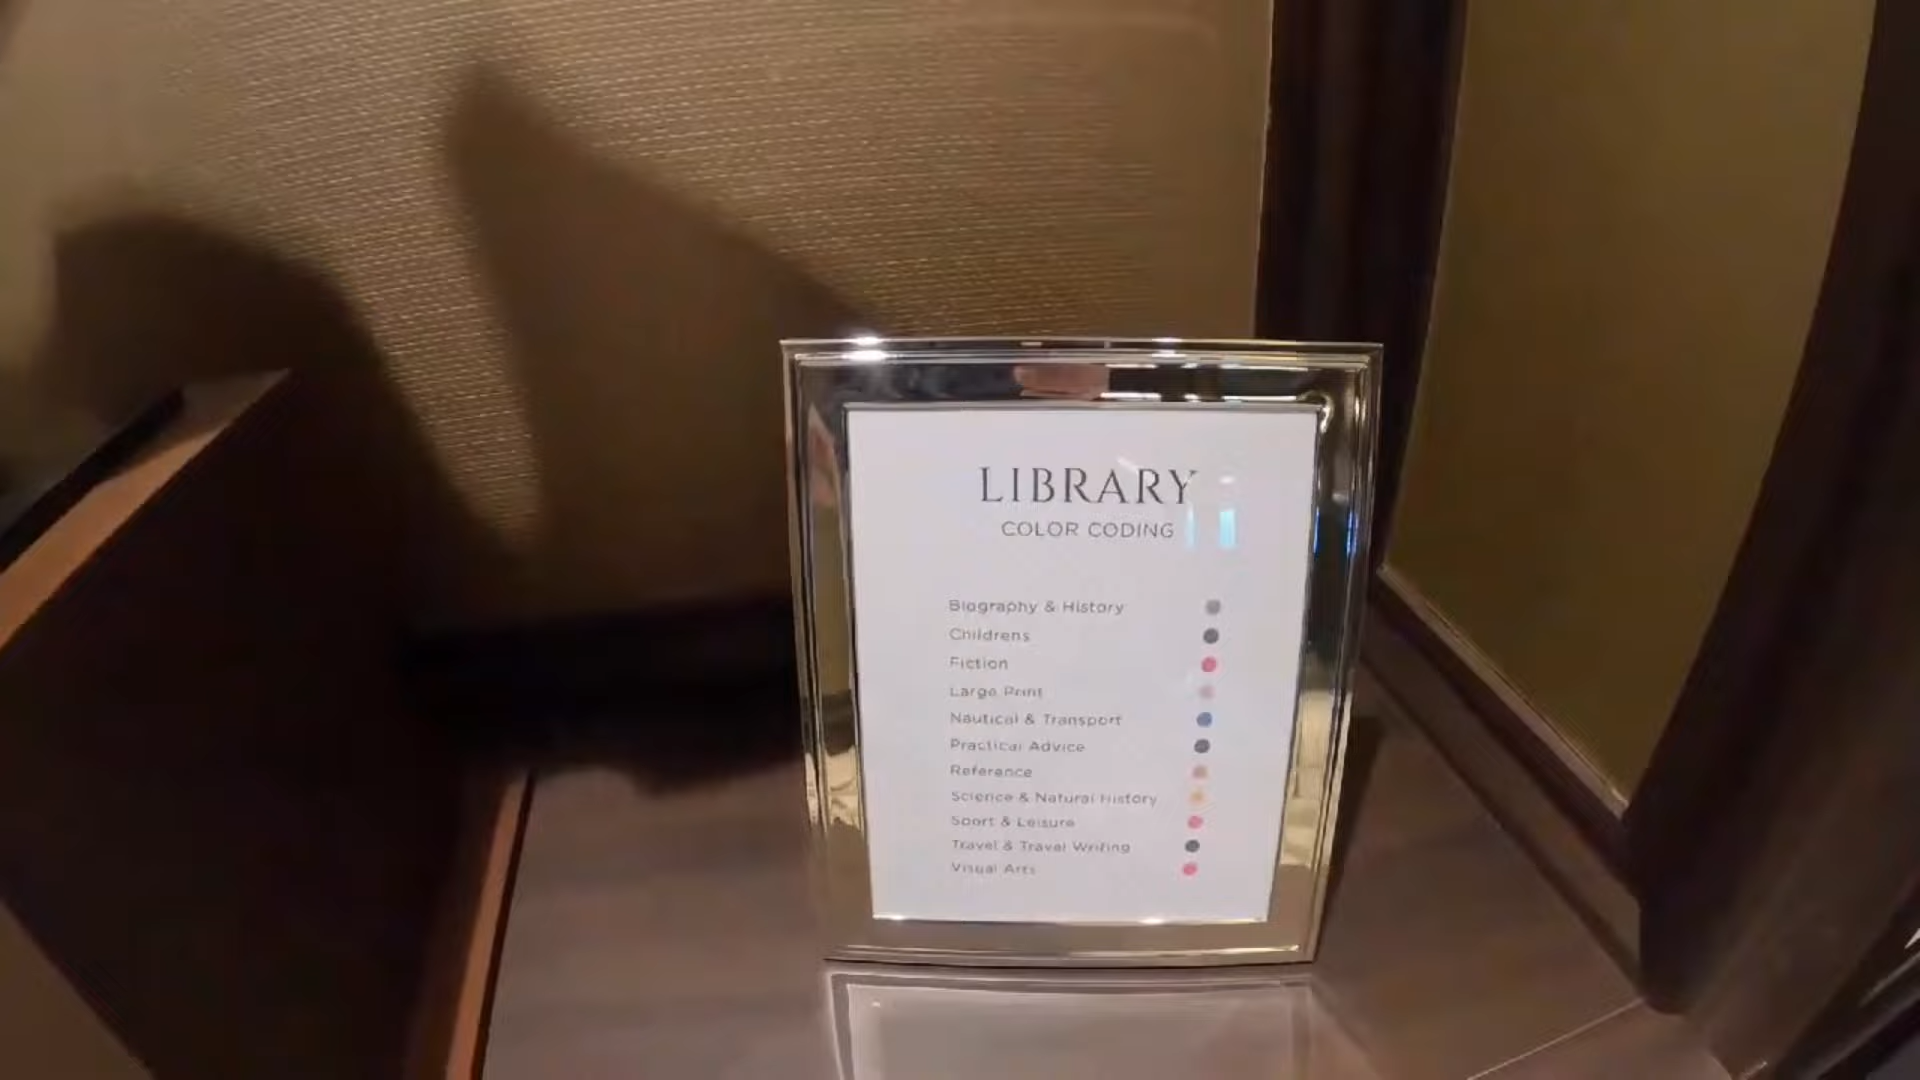 LIBRARY
COLOR CODING
Biography & History
Childrens
Fiction
Large Print
Nautical & Transport
Practical Advice
Reference
Science & Natural History
Sport & Leisure
Travel & Travel Writing
Visual Arts